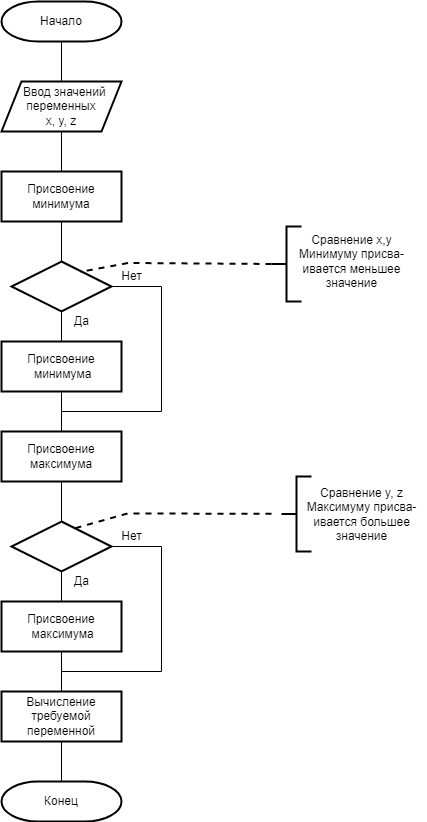 Начало
Ввод значений
переменных
x, y, z
Присвоение
минимума
Сравнение x,y
Минимуму присва-
ивается меньшее
значение
Нет
Да
Присвоение
минимума
Присвоение
максимума
Сравнение y, z
Максимуму присва-
ивается большее
значение
Нет
Да
Присвоение
максимума
Вычисление
требуемой
переменной
Конец